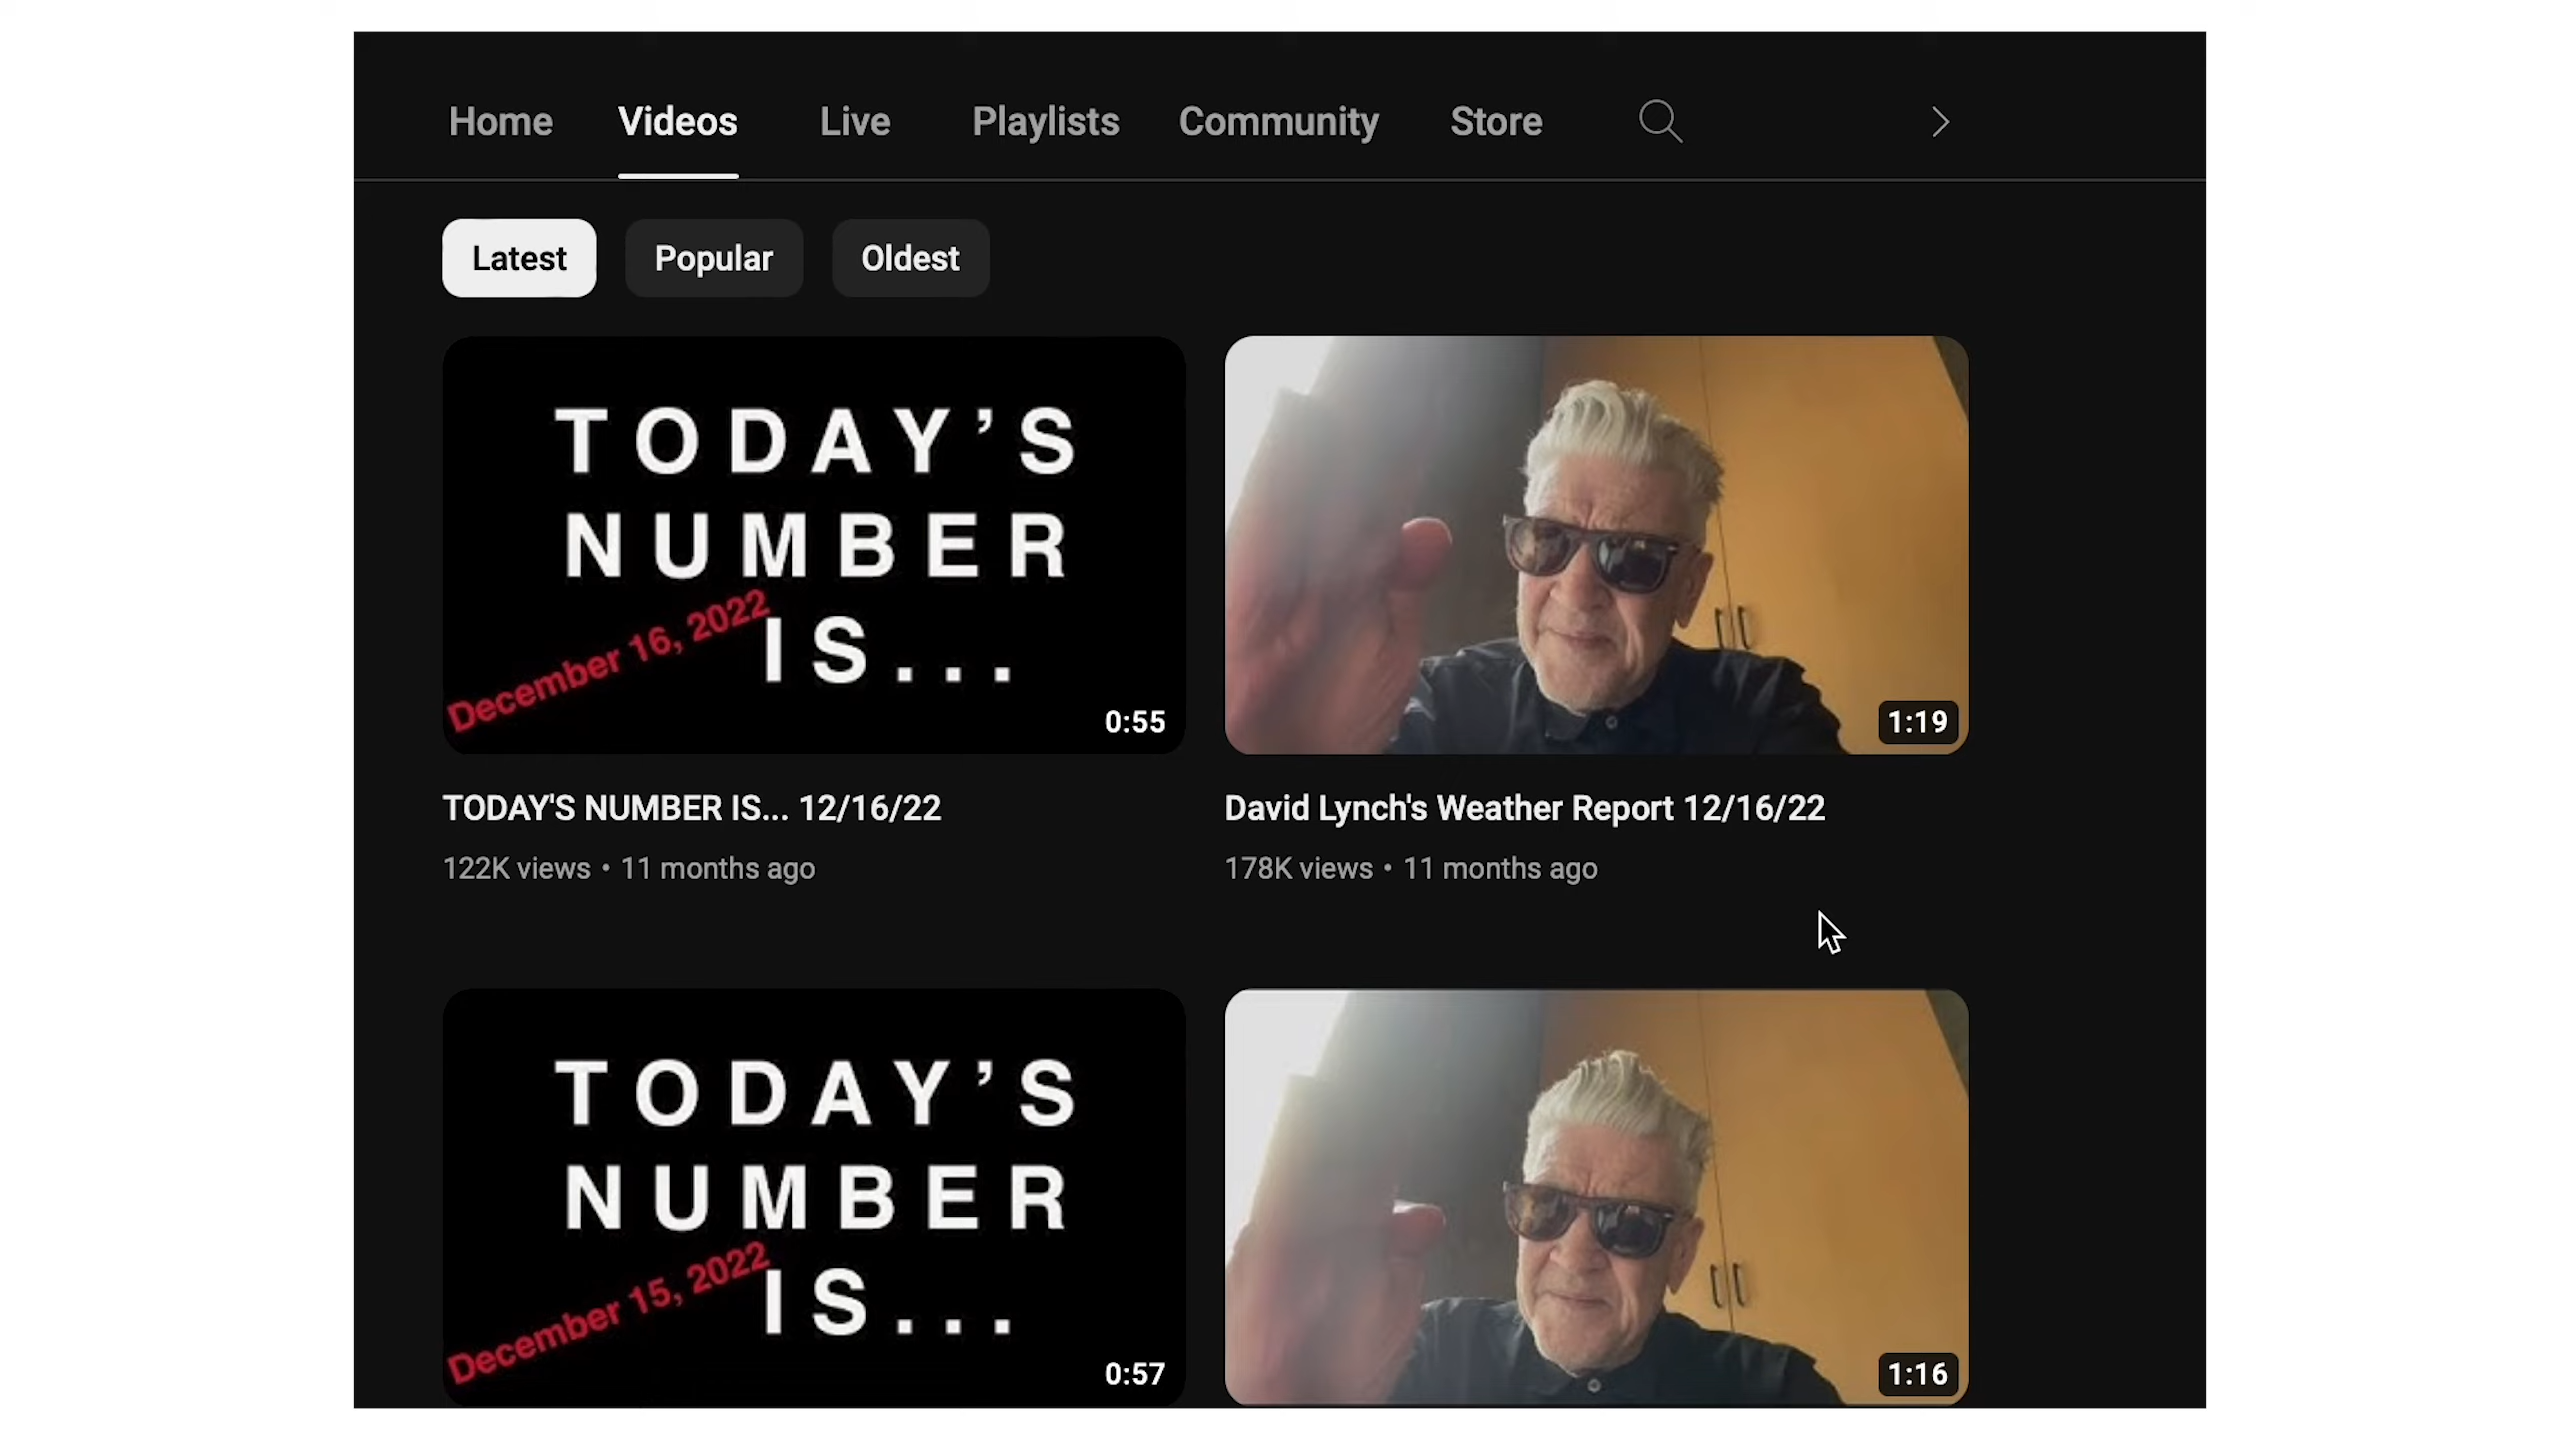 Home Videos Live Playlists Community Store
Latest Popular Oldest
TODAY’S
NUMBER
IS...
December 16, 2022
0:55
1:19
TODAY'S NUMBER IS... 12/16/22
122K views • 11 months ago
David Lynch's Weather Report 12/16/22
178K views • 11 months ago
TODAY’S
NUMBER
IS...
December 15, 2022
0:57
1:16